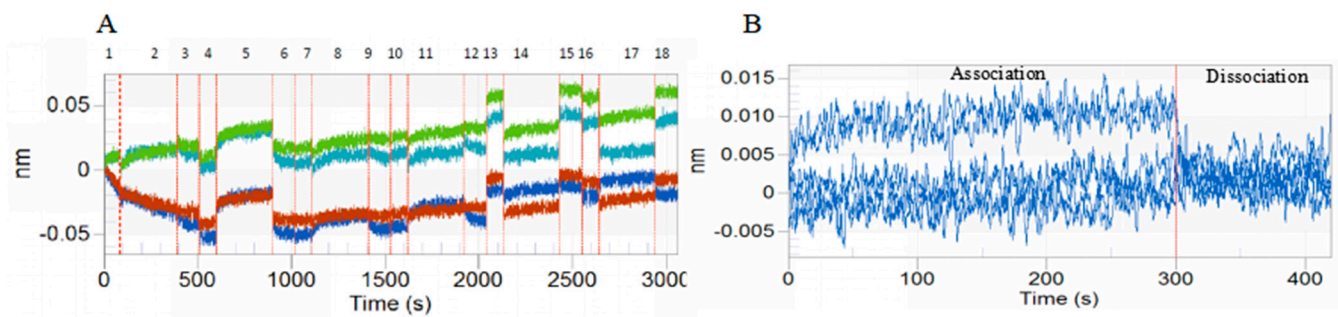 A
1 2 3 4 5 6 7 8 9 10 11 12 13 14 15 16 17 18
0.05
0
-0.05
nm
0 500 1000 1500 2000 2500 3000
Time (s)
B
Association Dissociation
0.015
0.010
0.005
0
-0.005
nm
0 100 200 300 400
Time (s)